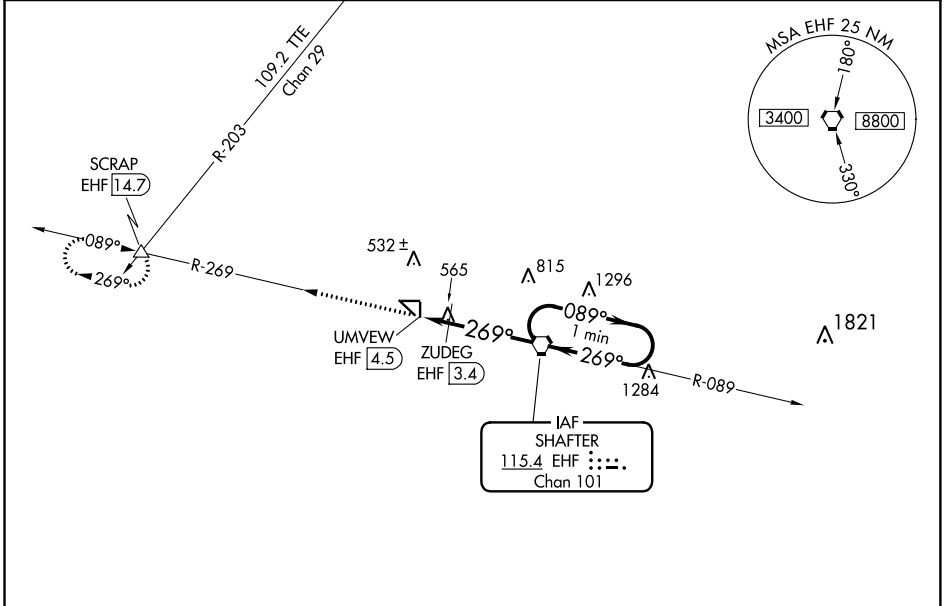 MSA EHF 25 NM
180°
3400
8800
330°
109.2 TTE
Chan 29
R-203
SCRAP
EHF 14.7
089°
269°
R-269
532 ±
565
815
1296
1821
UMVEW
EHF 4.5
269°
ZUDEG
EHF 3.4
089°
1 min
269°
1284
R-089
IAF
SHAFTER
115.4 EHF
Chan 101